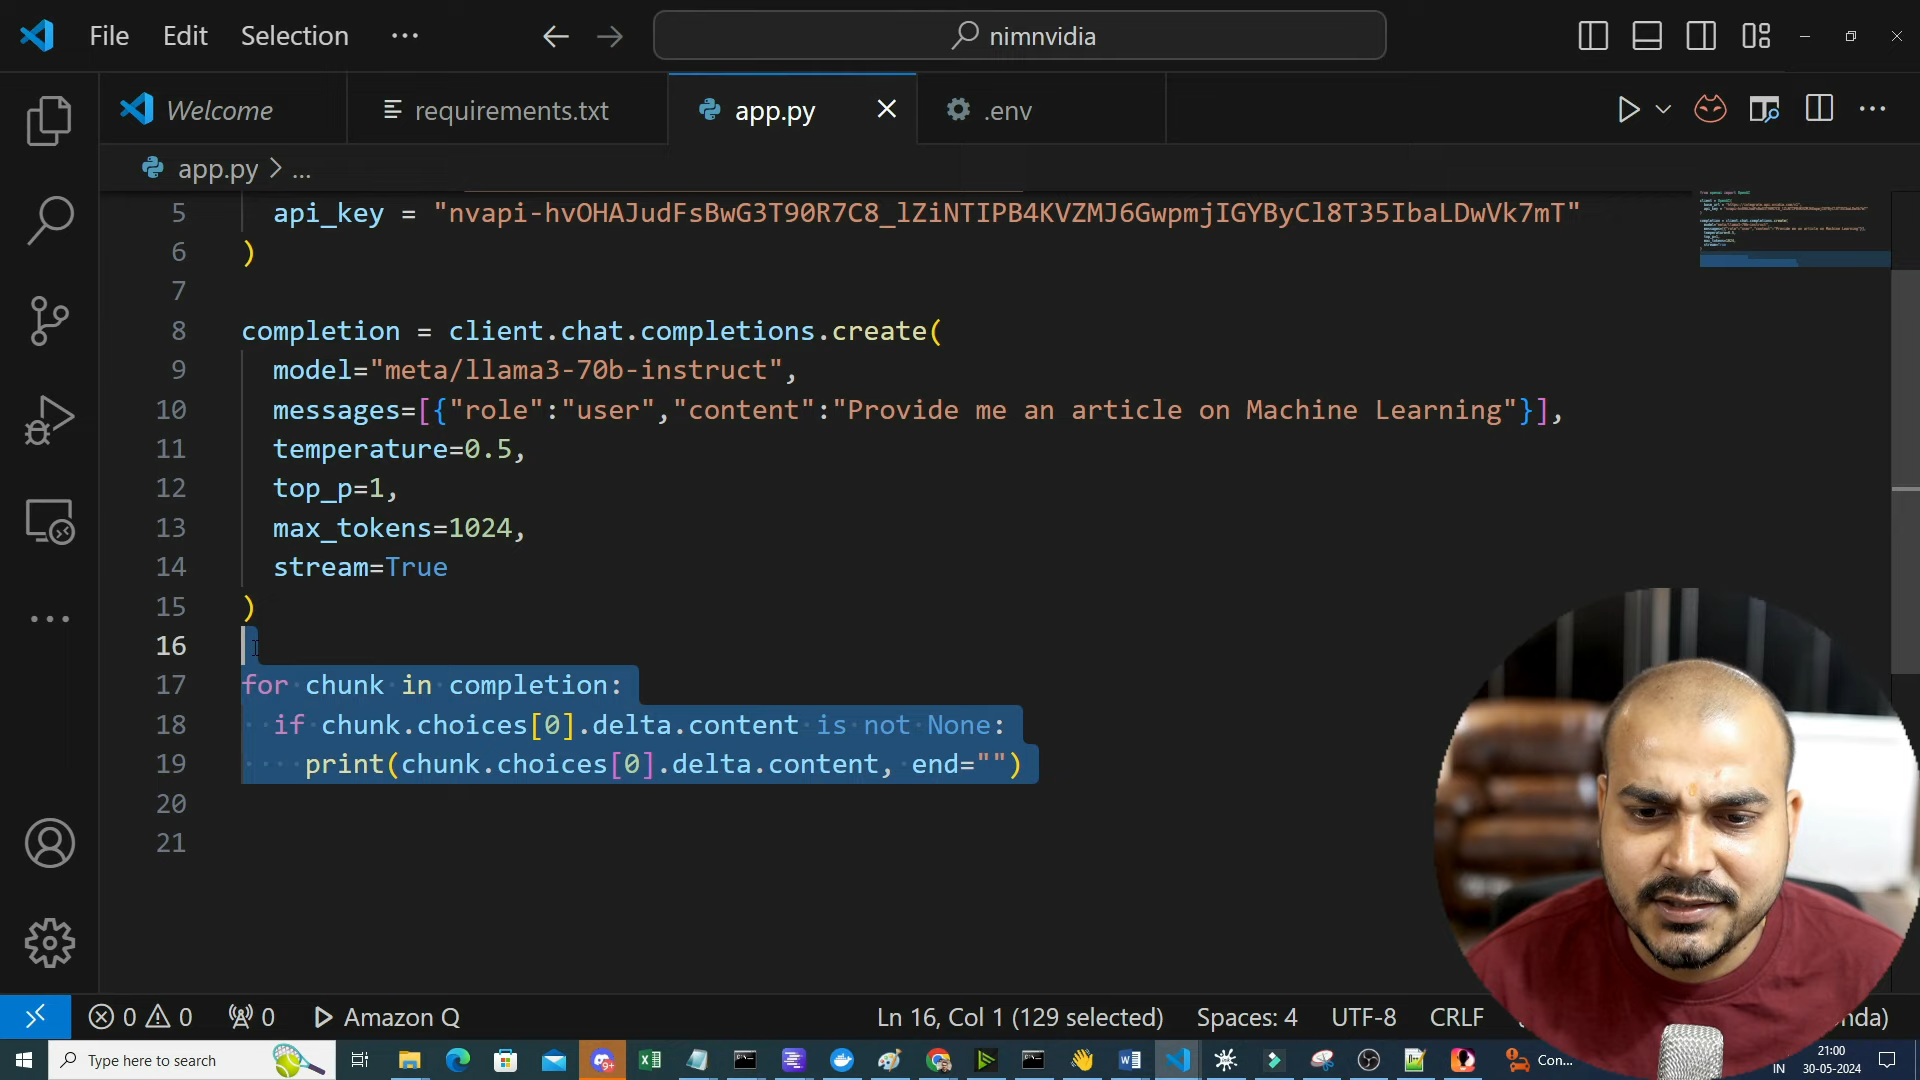 File Edit Selection ...
nimnvidia
Welcome
requirements.txt
app.py
.env
app.py > ...
5 api_key = "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"
6 )
7
8 completion = client.chat.completions.create(
9 model="meta/llama3-70b-instruct",
10 messages=[{"role":"user","content":"Provide me an article on Machine Learning"}],
11 temperature=0.5,
12 top_p=1,
13 max_tokens=1024,
14 stream=True
15 )
16
17 for chunk in completion:
18 if chunk.choices[0].delta.content is not None:
19 print(chunk.choices[0].delta.content, end="")
20
21
0 0 0 Amazon Q Ln 16, Col 1 (129 selected) Spaces: 4 UTF-8 CRLF nda)
Type here to search
Con...
IN
21:00
30-05-2024